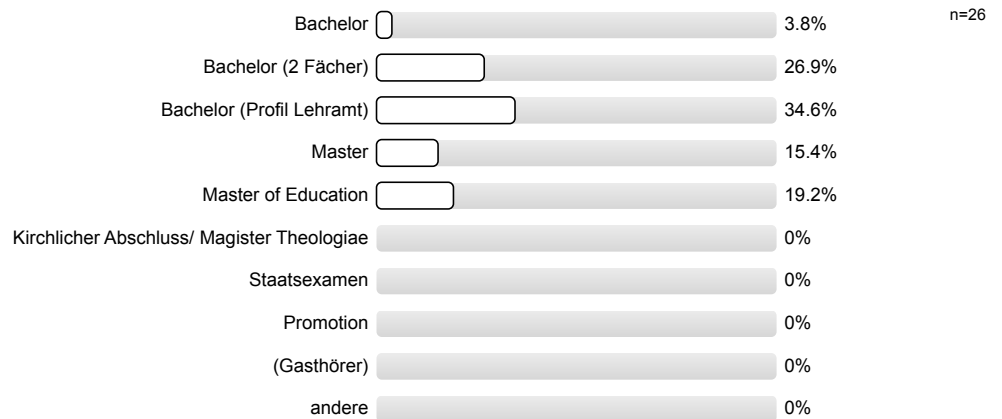 Bachelor 3.8% n=26
Bachelor (2 Fächer) 26.9%
Bachelor (Profil Lehramt) 34.6%
Master 15.4%
Master of Education 19.2%
Kirchlicher Abschluss/ Magister Theologiae 0%
Staatsexamen 0%
Promotion 0%
(Gasthörer) 0%
andere 0%